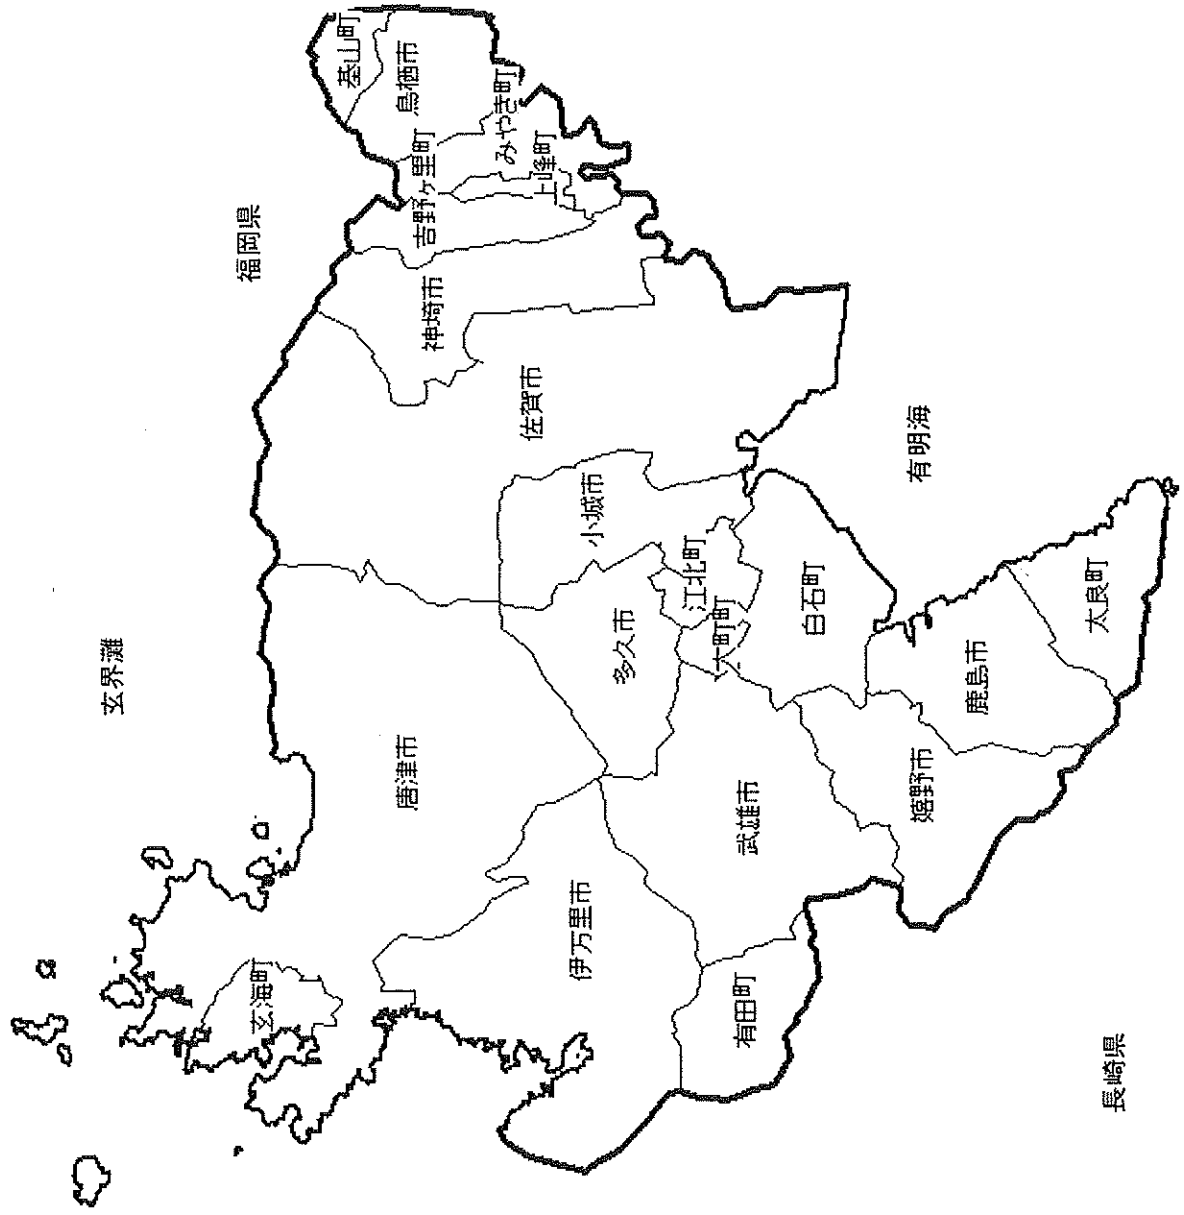 玄界灘
福岡県
基山町
鳥栖市
みやき町
上峰町
吉野ヶ里町
神埼市
佐賀市
小城市
多久市
江北町
大町町
白石町
唐津市
玄海町
伊万里市
武雄市
有田町
嬉野市
鹿島市
太良町
有明海
長崎県